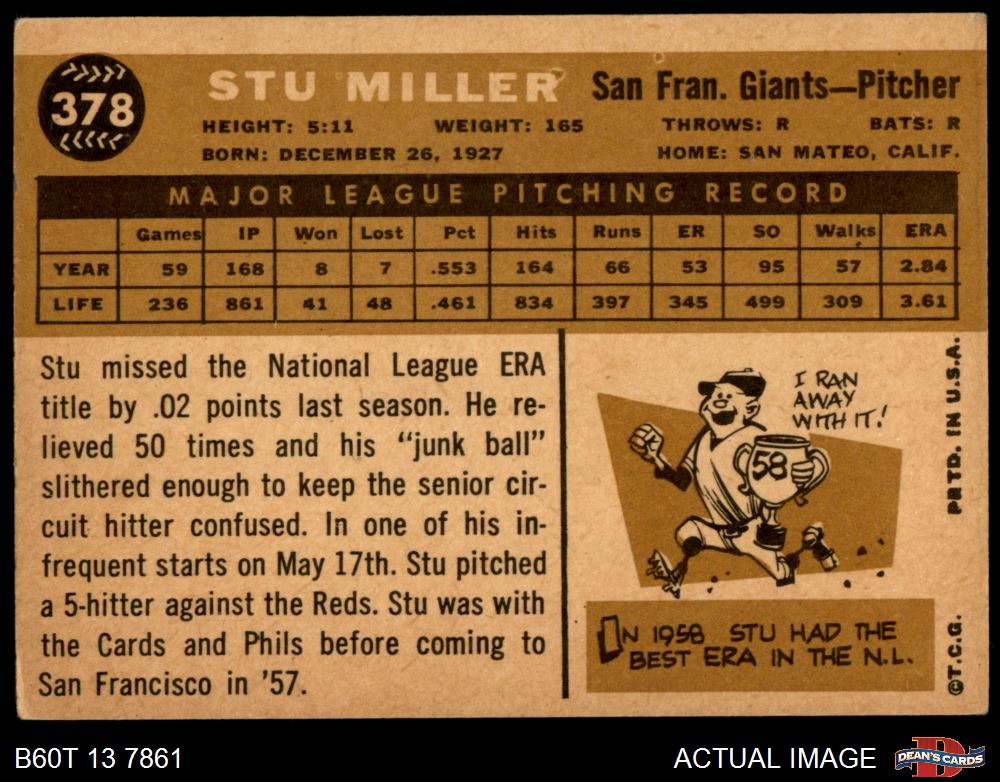 378
STU MILLER San Fran. Giants—Pitcher
HEIGHT: 5:11 WEIGHT: 165 THROWS: R BATS: R
BORN: DECEMBER 26, 1927 HOME: SAN MATEO, CALIF.
MAJOR LEAGUE PITCHING RECORD
Games IP Won Lost Pct Hits Runs ER SO Walks ERA
YEAR 59 168 8 7 .553 164 66 53 95 57 2.84
LIFE 236 861 41 48 .461 834 397 345 499 309 3.61
Stu missed the National League ERA
title by .02 points last season. He re-
lieved 50 times and his “junk ball”
slithered enough to keep the senior cir-
cuit hitter confused. In one of his in-
frequent starts on May 17th. Stu pitched
a 5-hitter against the Reds. Stu was with
the Cards and Phils before coming to
San Francisco in '57.
I RAN
AWAY
WITH IT!
58
IN 1958 STU HAD THE
BEST ERA IN THE N.L.
©T.C.G. PRTD. IN U.S.A.
B60T 13 7861 ACTUAL IMAGE
D
DEAN'S CARDS